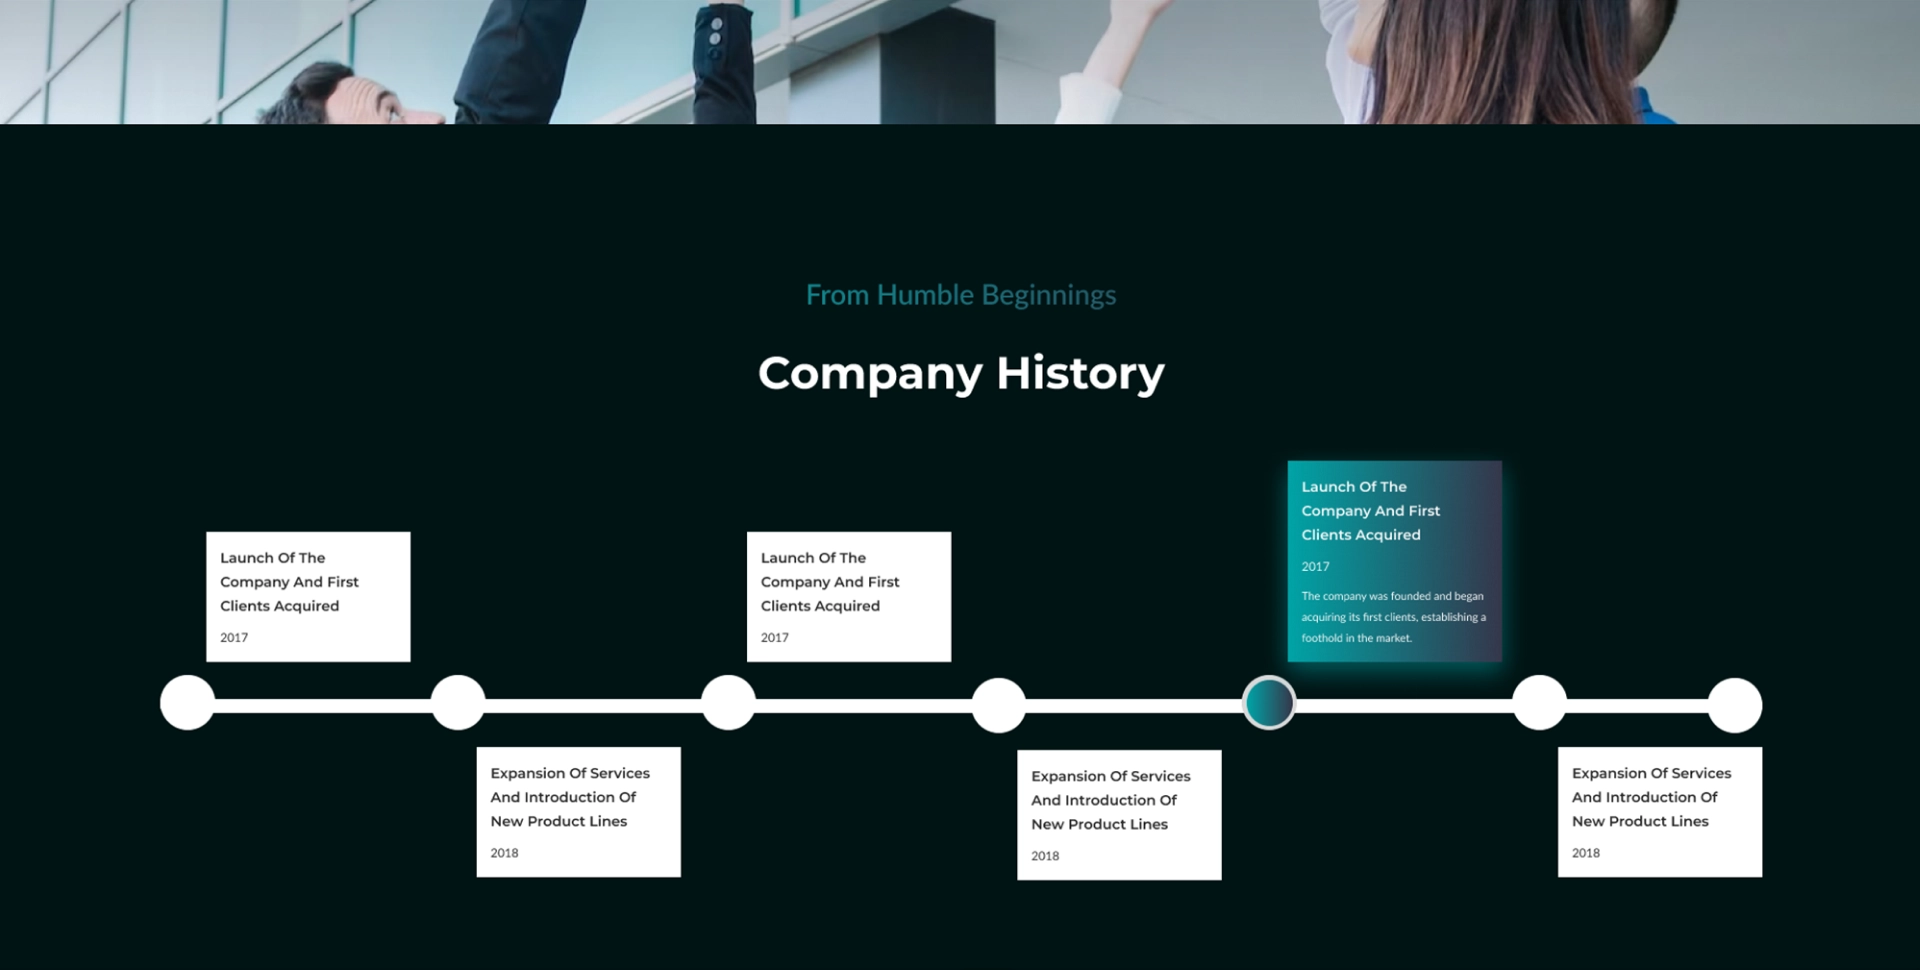 From Humble Beginnings
Company History
Launch Of The
Company And First
Clients Acquired
2017
Expansion Of Services
And Introduction Of
New Product Lines
2018
Launch Of The
Company And First
Clients Acquired
2017
Expansion Of Services
And Introduction Of
New Product Lines
2018
Launch Of The
Company And First
Clients Acquired
2017
The company was founded and began
acquiring its first clients, establishing a
foothold in the market.
Expansion Of Services
And Introduction Of
New Product Lines
2018